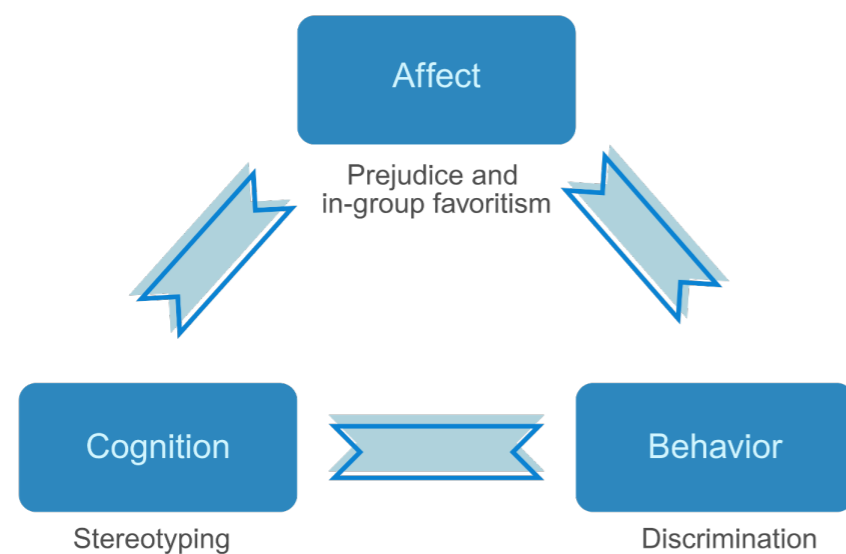 Affect
Prejudice and
in-group favoritism
Cognition
Behavior
Stereotyping
Discrimination